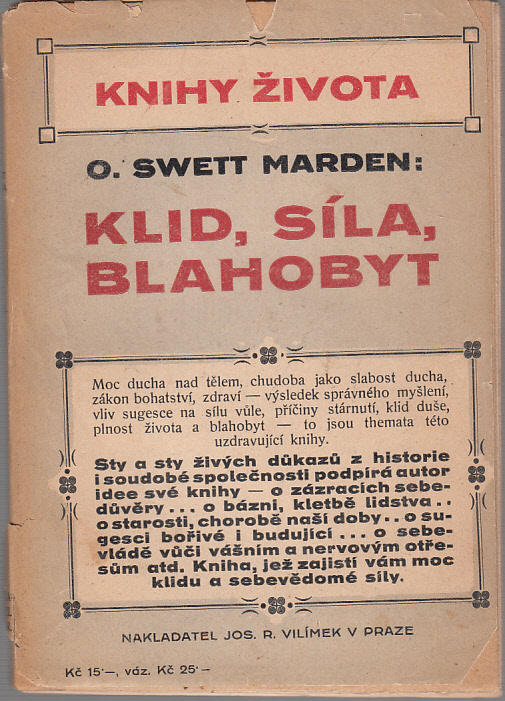 KNIHY ŽIVOTA
O. SWETT MARDEN:
KLID, SÍLA,
BLAHOBYT
Moc ducha nad tělem, chudoba jako slabost ducha,
zákon bohatství, zdraví — výsledek správného myšlení,
vliv sugesce na sílu vůle, příčiny stárnutí, klid duše,
plnost života a blahobyt — to jsou themata této
uzdravující knihy.
Sty a sty živých důkazů z historie
i soudobé společnosti podpírá autor
idee své knihy — o zázracích sebe-
důvěry... o bázni, kletbě lidstva..
o starosti, chorobě naší doby.. o su-
gesci bořivé i budující... o sebe-
vládě vůči vášním a nervovým otře-
sům atd. Kniha, jež zajistí vám moc
klidu a sebevědomé síly.
NAKLADATEL JOS. R. VILÍMEK V PRAZE
Kč 15·—, váz. Kč 25·—